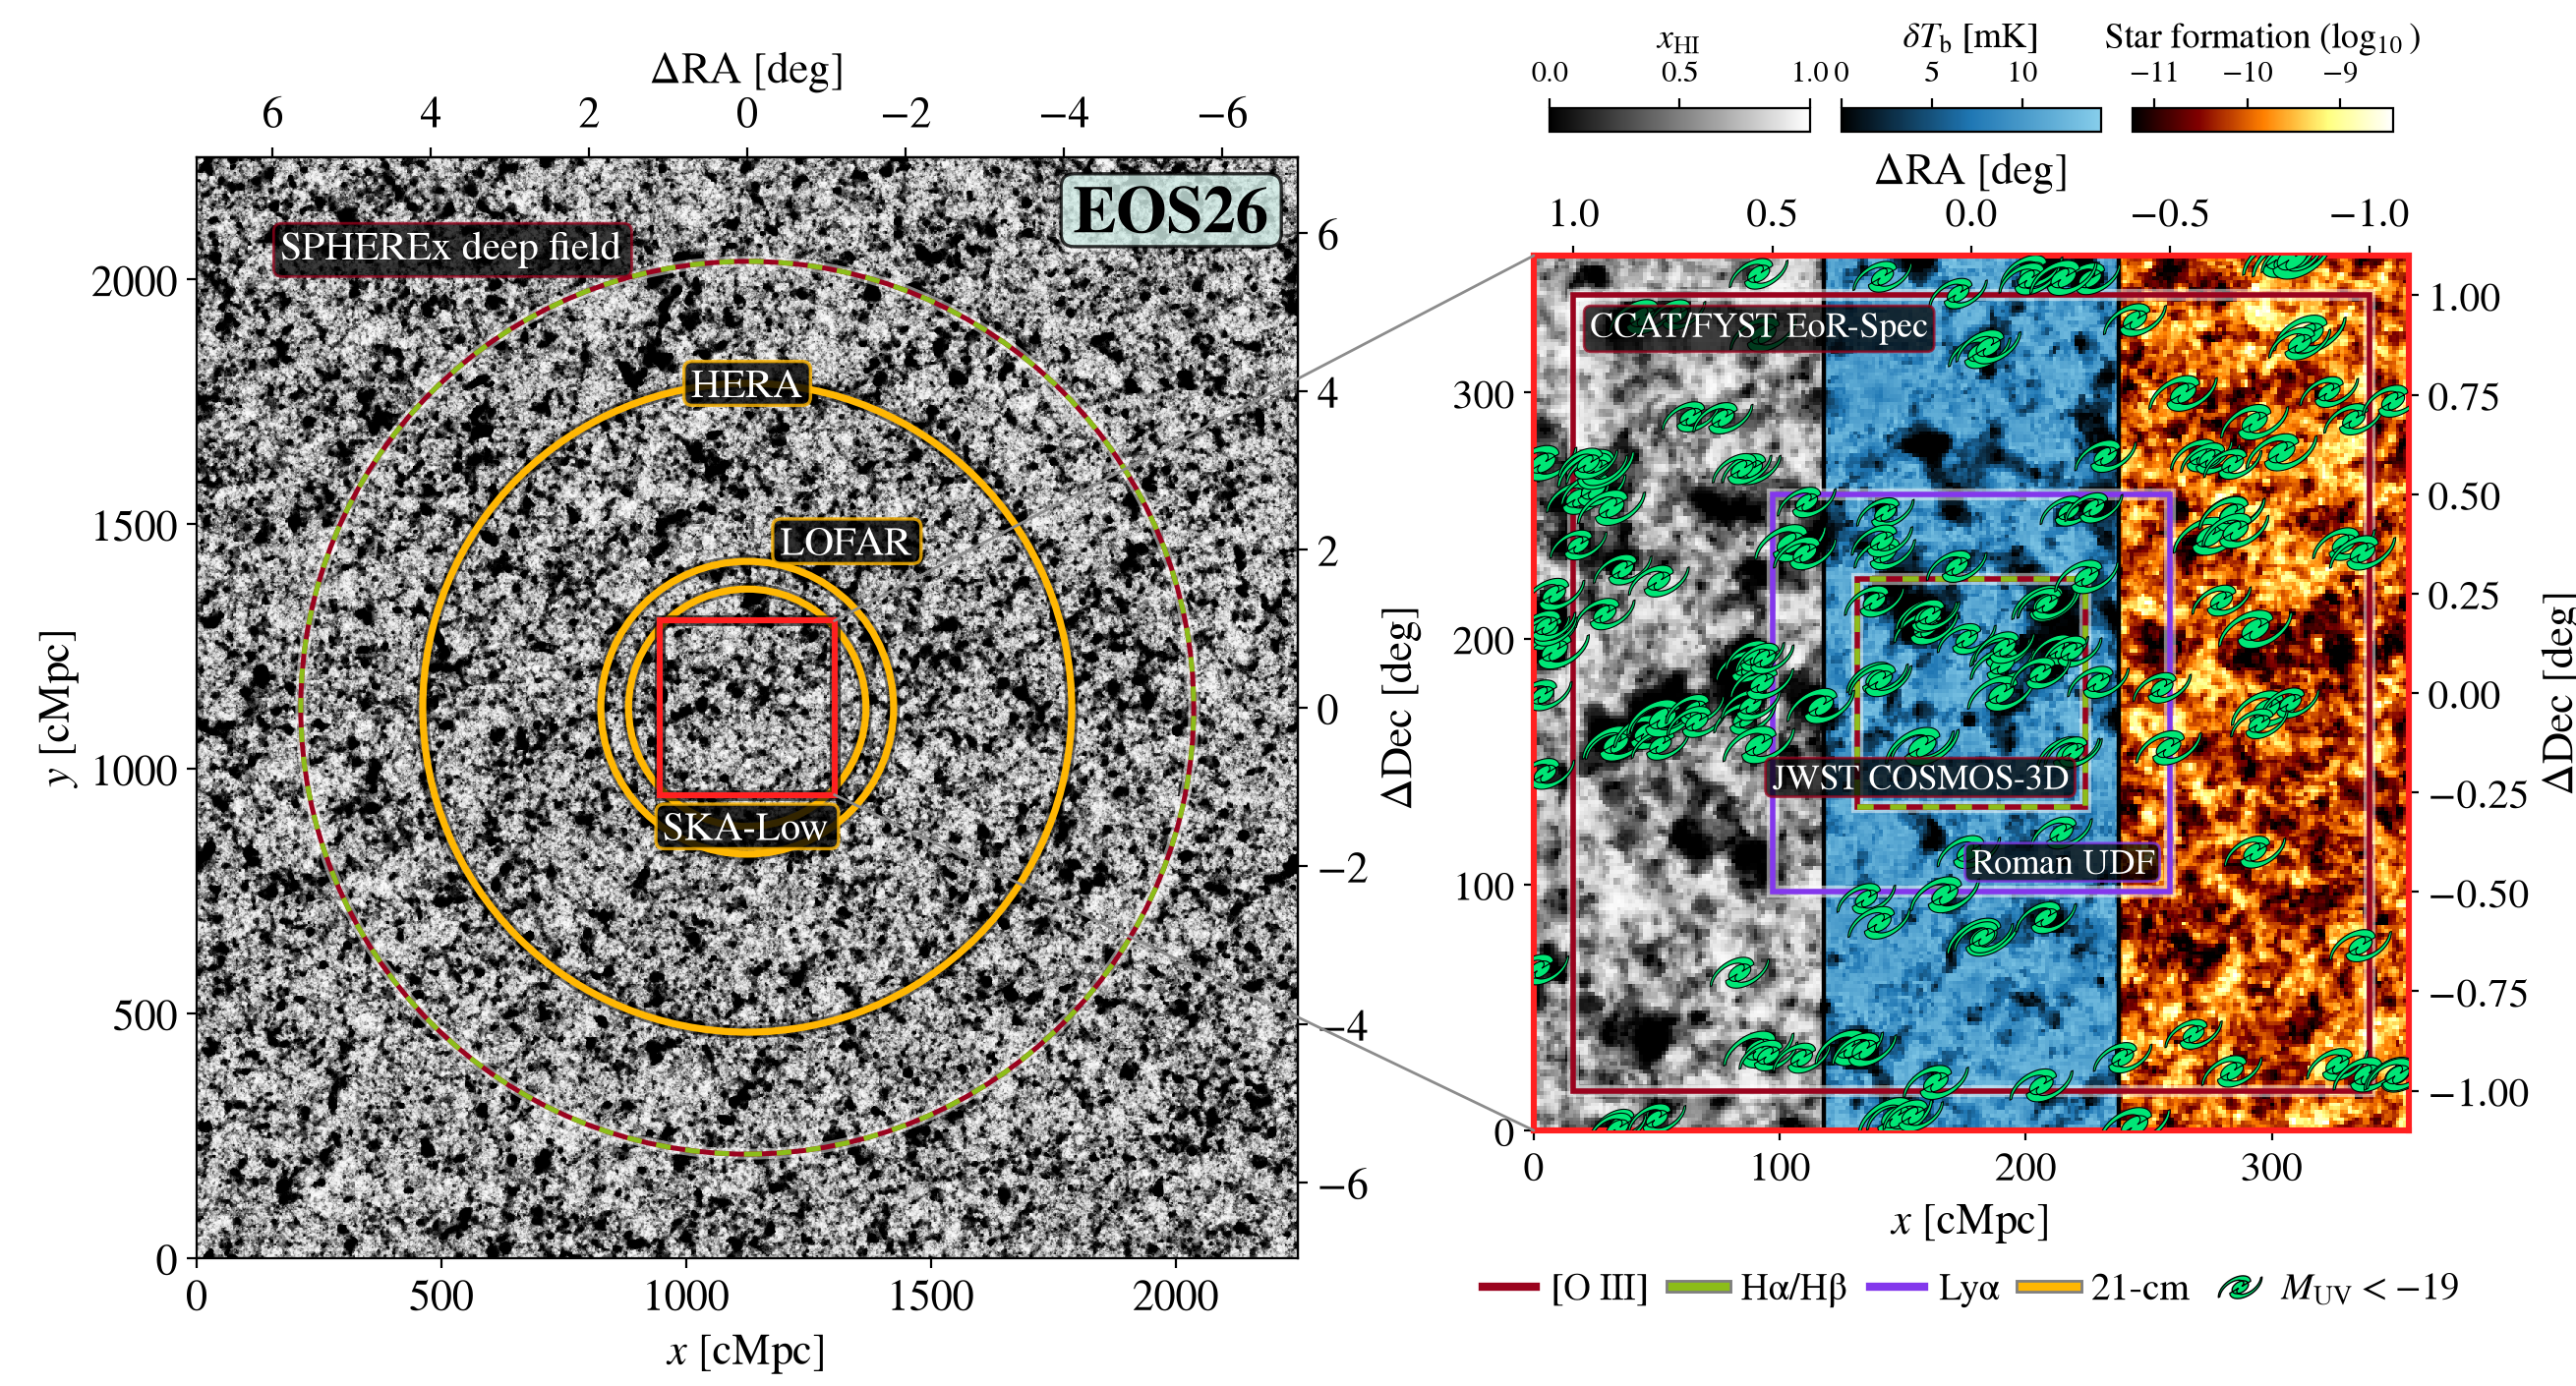 ΔRA [deg]
6 4 2 0 −2 −4 −6
EOS26
SPHEREx deep field
HERA
LOFAR
SKA-Low
y [cMpc]
2000
1500
1000
500
0
0 500 1000 1500 2000
x [cMpc]
6
4
2
0
−2
−4
−6
ΔDec [deg]
x_HI
0.0 0.5 1.0
δT_b [mK]
0 5 10
Star formation (log₁₀)
−11 −10 −9
ΔRA [deg]
1.0 0.5 0.0 −0.5 −1.0
CCAT/FYST EoR-Spec
JWST COSMOS-3D
Roman UDF
300
200
100
0
0 100 200 300
x [cMpc]
1.00
0.75
0.50
0.25
0.00
−0.25
−0.50
−0.75
−1.00
ΔDec [deg]
[O III] Hα/Hβ Lyα 21-cm M_UV < −19